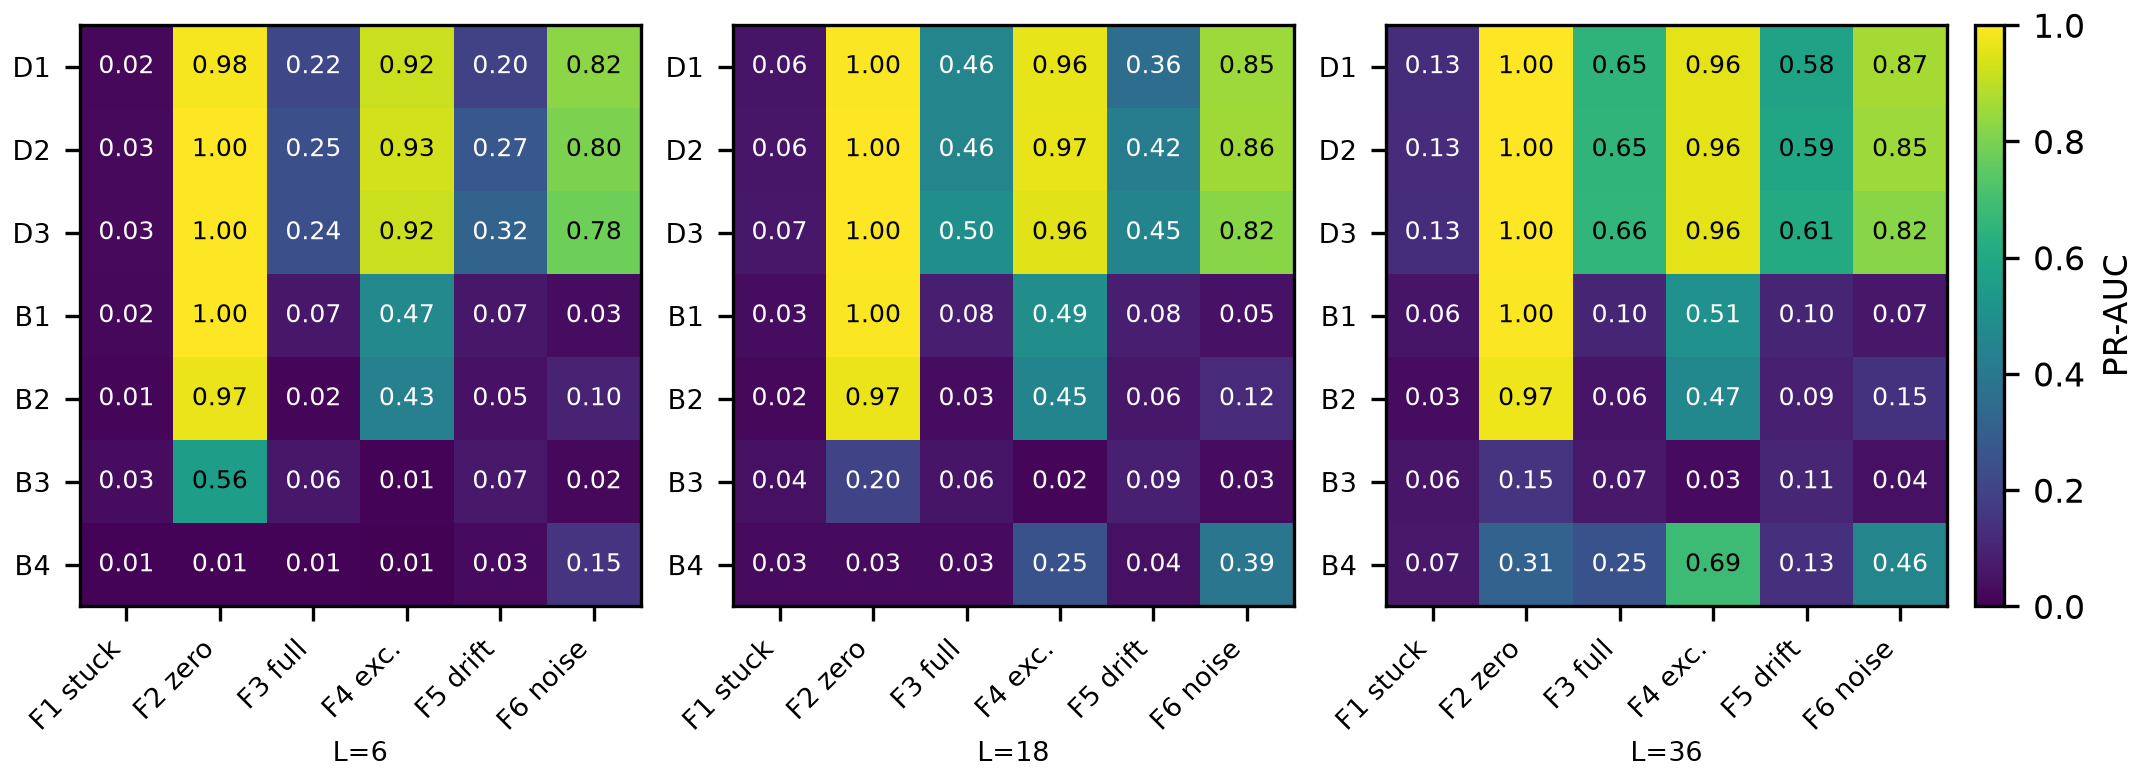 D1 0.02 0.98 0.22 0.92 0.20 0.82
D2 0.03 1.00 0.25 0.93 0.27 0.80
D3 0.03 1.00 0.24 0.92 0.32 0.78
B1 0.02 1.00 0.07 0.47 0.07 0.03
B2 0.01 0.97 0.02 0.43 0.05 0.10
B3 0.03 0.56 0.06 0.01 0.07 0.02
B4 0.01 0.01 0.01 0.01 0.03 0.15
F1 stuck F2 zero F3 full F4 exc. F5 drift F6 noise
L=6
D1 0.06 1.00 0.46 0.96 0.36 0.85
D2 0.06 1.00 0.46 0.97 0.42 0.86
D3 0.07 1.00 0.50 0.96 0.45 0.82
B1 0.03 1.00 0.08 0.49 0.08 0.05
B2 0.02 0.97 0.03 0.45 0.06 0.12
B3 0.04 0.20 0.06 0.02 0.09 0.03
B4 0.03 0.03 0.03 0.25 0.04 0.39
F1 stuck F2 zero F3 full F4 exc. F5 drift F6 noise
L=18
D1 0.13 1.00 0.65 0.96 0.58 0.87
D2 0.13 1.00 0.65 0.96 0.59 0.85
D3 0.13 1.00 0.66 0.96 0.61 0.82
B1 0.06 1.00 0.10 0.51 0.10 0.07
B2 0.03 0.97 0.06 0.47 0.09 0.15
B3 0.06 0.15 0.07 0.03 0.11 0.04
B4 0.07 0.31 0.25 0.69 0.13 0.46
F1 stuck F2 zero F3 full F4 exc. F5 drift F6 noise
L=36
1.0
0.8
0.6
0.4
0.2
0.0
PR-AUC